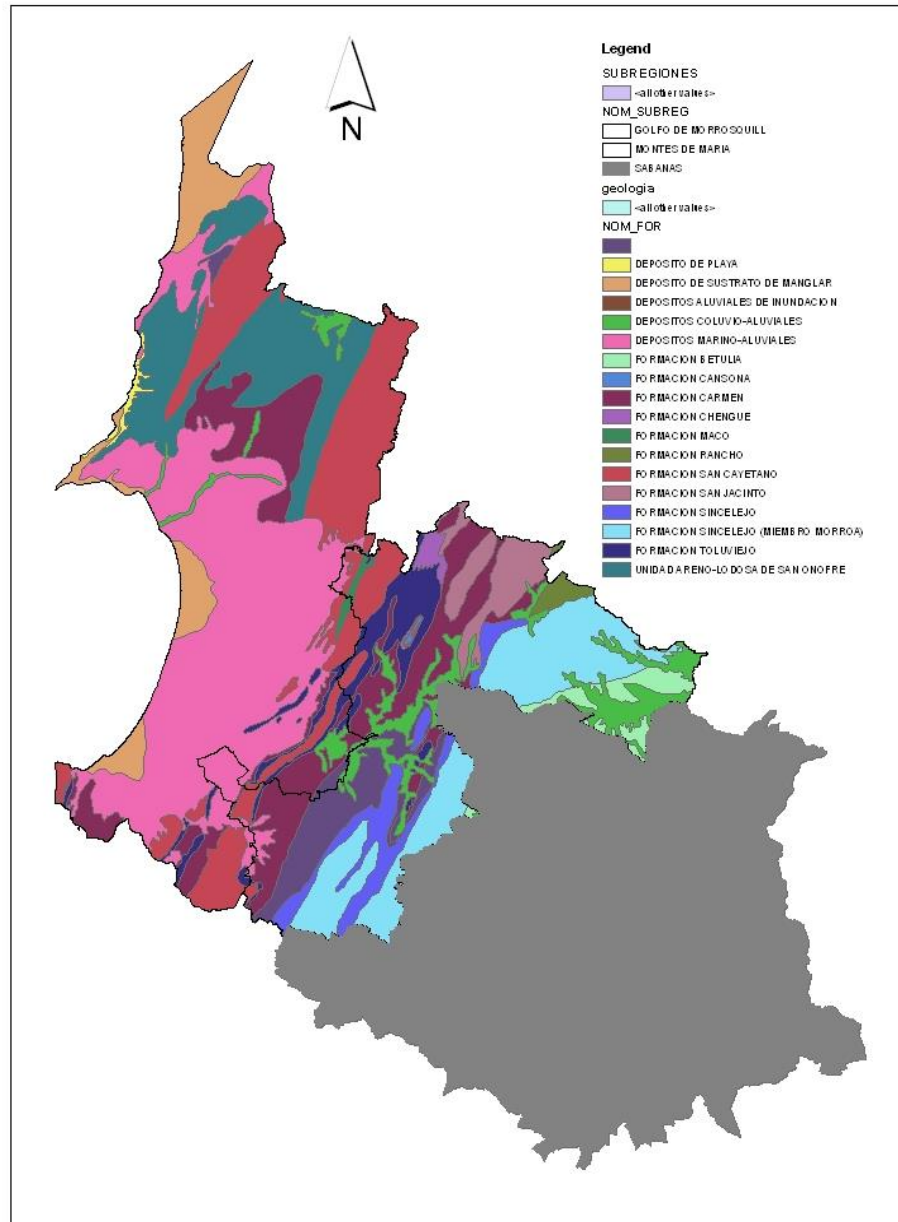 N
Legend
SUBREGIONES
<all other values>
NOM_SUBREG
GOLFO DE MORROSQUILL
MONTES DE MARIA
SABANAS
geologia
<all other values>
NOM_FOR
DEPOSITO DE PLAYA
DEPOSITO DE SUSTRATO DE MANGLAR
DEPOSITOS ALUVIALES DE INUNDACION
DEPOSITOS COLUVIO-ALUVIALES
DEPOSITOS MARINO-ALUVIALES
FORMACION BETULIA
FORMACION CANSONA
FORMACION CARMEN
FORMACION CHENGUE
FORMACION MACO
FORMACION RANCHO
FORMACION SAN CAYETANO
FORMACION SAN JACINTO
FORMACION SINCELEJO
FORMACION SINCELEJO (MIEMBRO MORROA)
FORMACION TOLUVIEJO
UNIDAD ARENO-LODOSA DE SAN ONOFRE